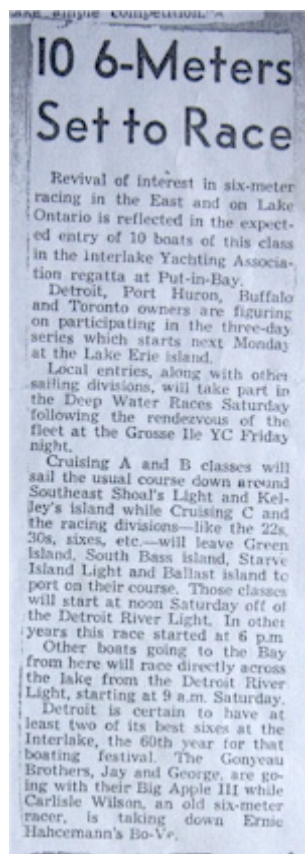 10 6-Meters
Set to Race
Revival of interest in six-meter
racing in the East and on Lake
Ontario is reflected in the expect-
ed entry of 10 boats of this class
in the Interlake Yachting Associa-
tion regatta at Put-in-Bay.
Detroit, Port Huron, Buffalo
and Toronto owners are figuring
on participating in the three-day
series which starts next Monday
at the Lake Erie island.
Local entries, along with other
sailing divisions, will take part in
the Deep Water Races Saturday
following the rendezvous of the
fleet at the Grosse Ile YC Friday
night.
Cruising A and B classes will
sail the usual course down around
Southeast Shoal's Light and Kel-
ley's island while Cruising C and
the racing divisions—like the 22s,
30s, sixes, etc.—will leave Green
island, South Bass island, Starve
Island Light and Ballast island to
port on their course. Those classes
will start at noon Saturday off of
the Detroit River Light. In other
years this race started at 6 p.m
Other boats going to the Bay
from here will race directly across
the lake from the Detroit River
Light, starting at 9 a.m. Saturday.
Detroit is certain to have at
least two of its best sixes at the
Interlake, the 60th year for that
boating festival. The Gonyeau
Brothers, Jay and George, are go-
ing with their Big Apple III while
Carlisle Wilson, an old six-meter
racer, is taking down Ernie
Hahcemann's Bo-Ve.